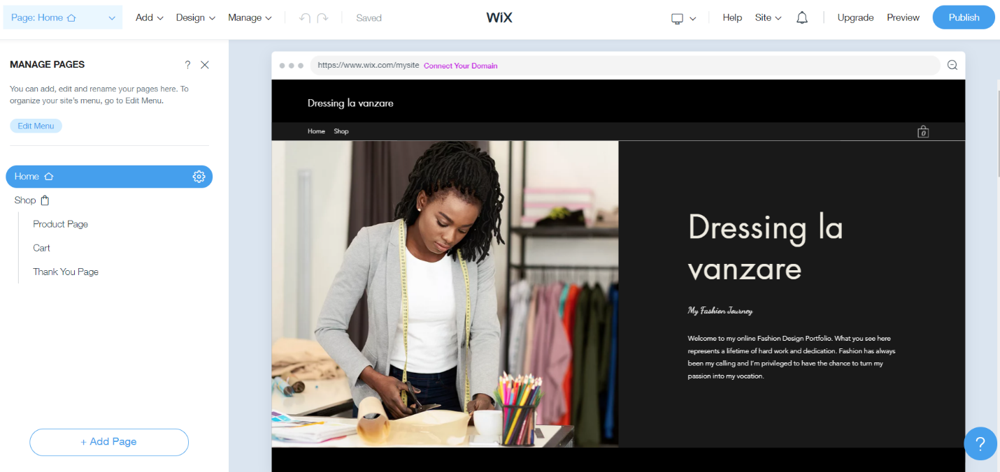 Page: Home Add Design Manage Saved WiX Help Site Upgrade Preview Publish
MANAGE PAGES ?
You can add, edit and rename your pages here. To
organize your site's menu, go to Edit Menu.
Edit Menu
Home
Shop
Product Page
Cart
Thank You Page
+ Add Page
https://www.wix.com/mysite Connect Your Domain
Dressing la vanzare
Home Shop 0
Dressing la
vanzare
My Fashion Journey
Welcome to my online Fashion Design Portfolio. What you see here
represents a lifetime of hard work and dedication. Fashion has always
been my calling and I'm privileged to have the chance to turn my
passion into my vocation.
?